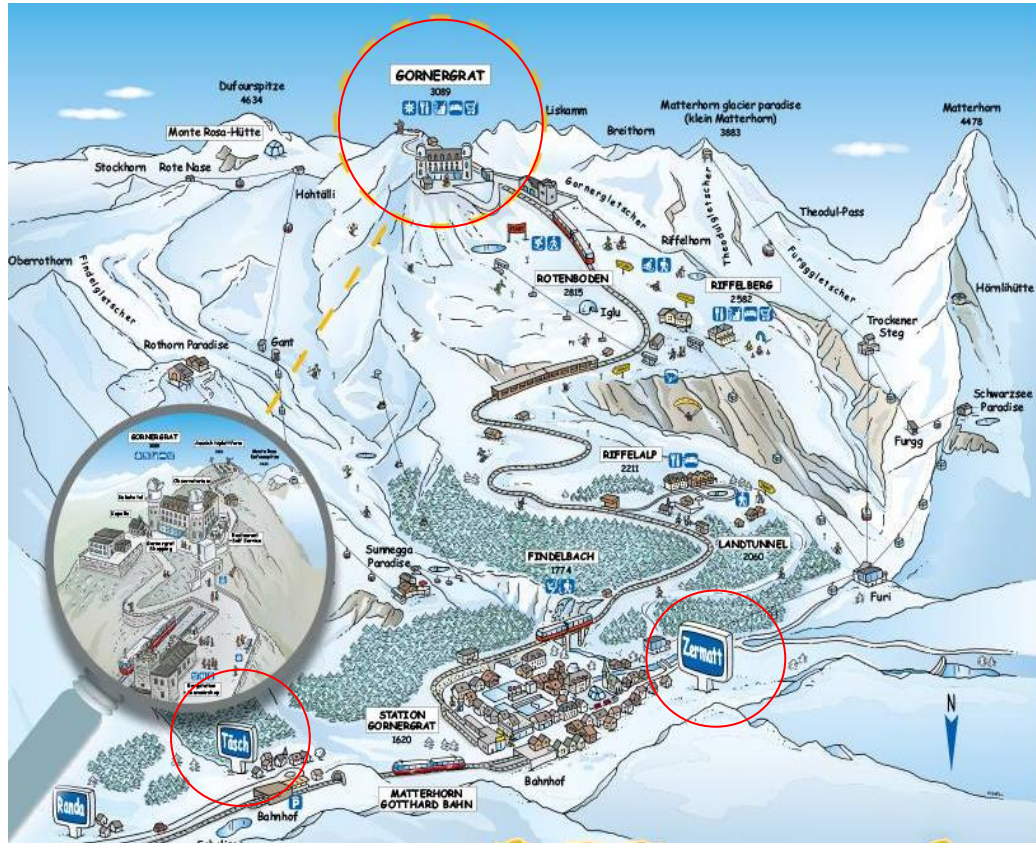 GORNERGRAT
3089
Dufourspitze
4634
Monte Rosa-Hütte
Liskamm
Breithorn
Matterhorn glacier paradise
(klein Matterhorn)
3883
Matterhorn
4478
Stockhorn
Rote Nase
Hohtälli
Gornergletscher
Theodulgletscher
Theodul-Pass
Furgggletscher
Riffelhorn
START
Oberrothorn
Findelgletscher
ROTENBODEN
2815
Iglu
RIFFELBERG
2582
Hörnlihütte
Trockener
Steg
Rothorn Paradise
Gant
Schwarzsee
Paradise
Furgg
GORNERGRAT
RIFFELALP
2211
Sunnegga
Paradise
FINDELBACH
1774
LANDTUNNEL
2060
Furi
Zermatt
STATION
GORNERGRAT
1620
Täsch
N
Bahnhof
MATTERHORN
GOTTHARD BAHN
Randa
P
Bahnhof